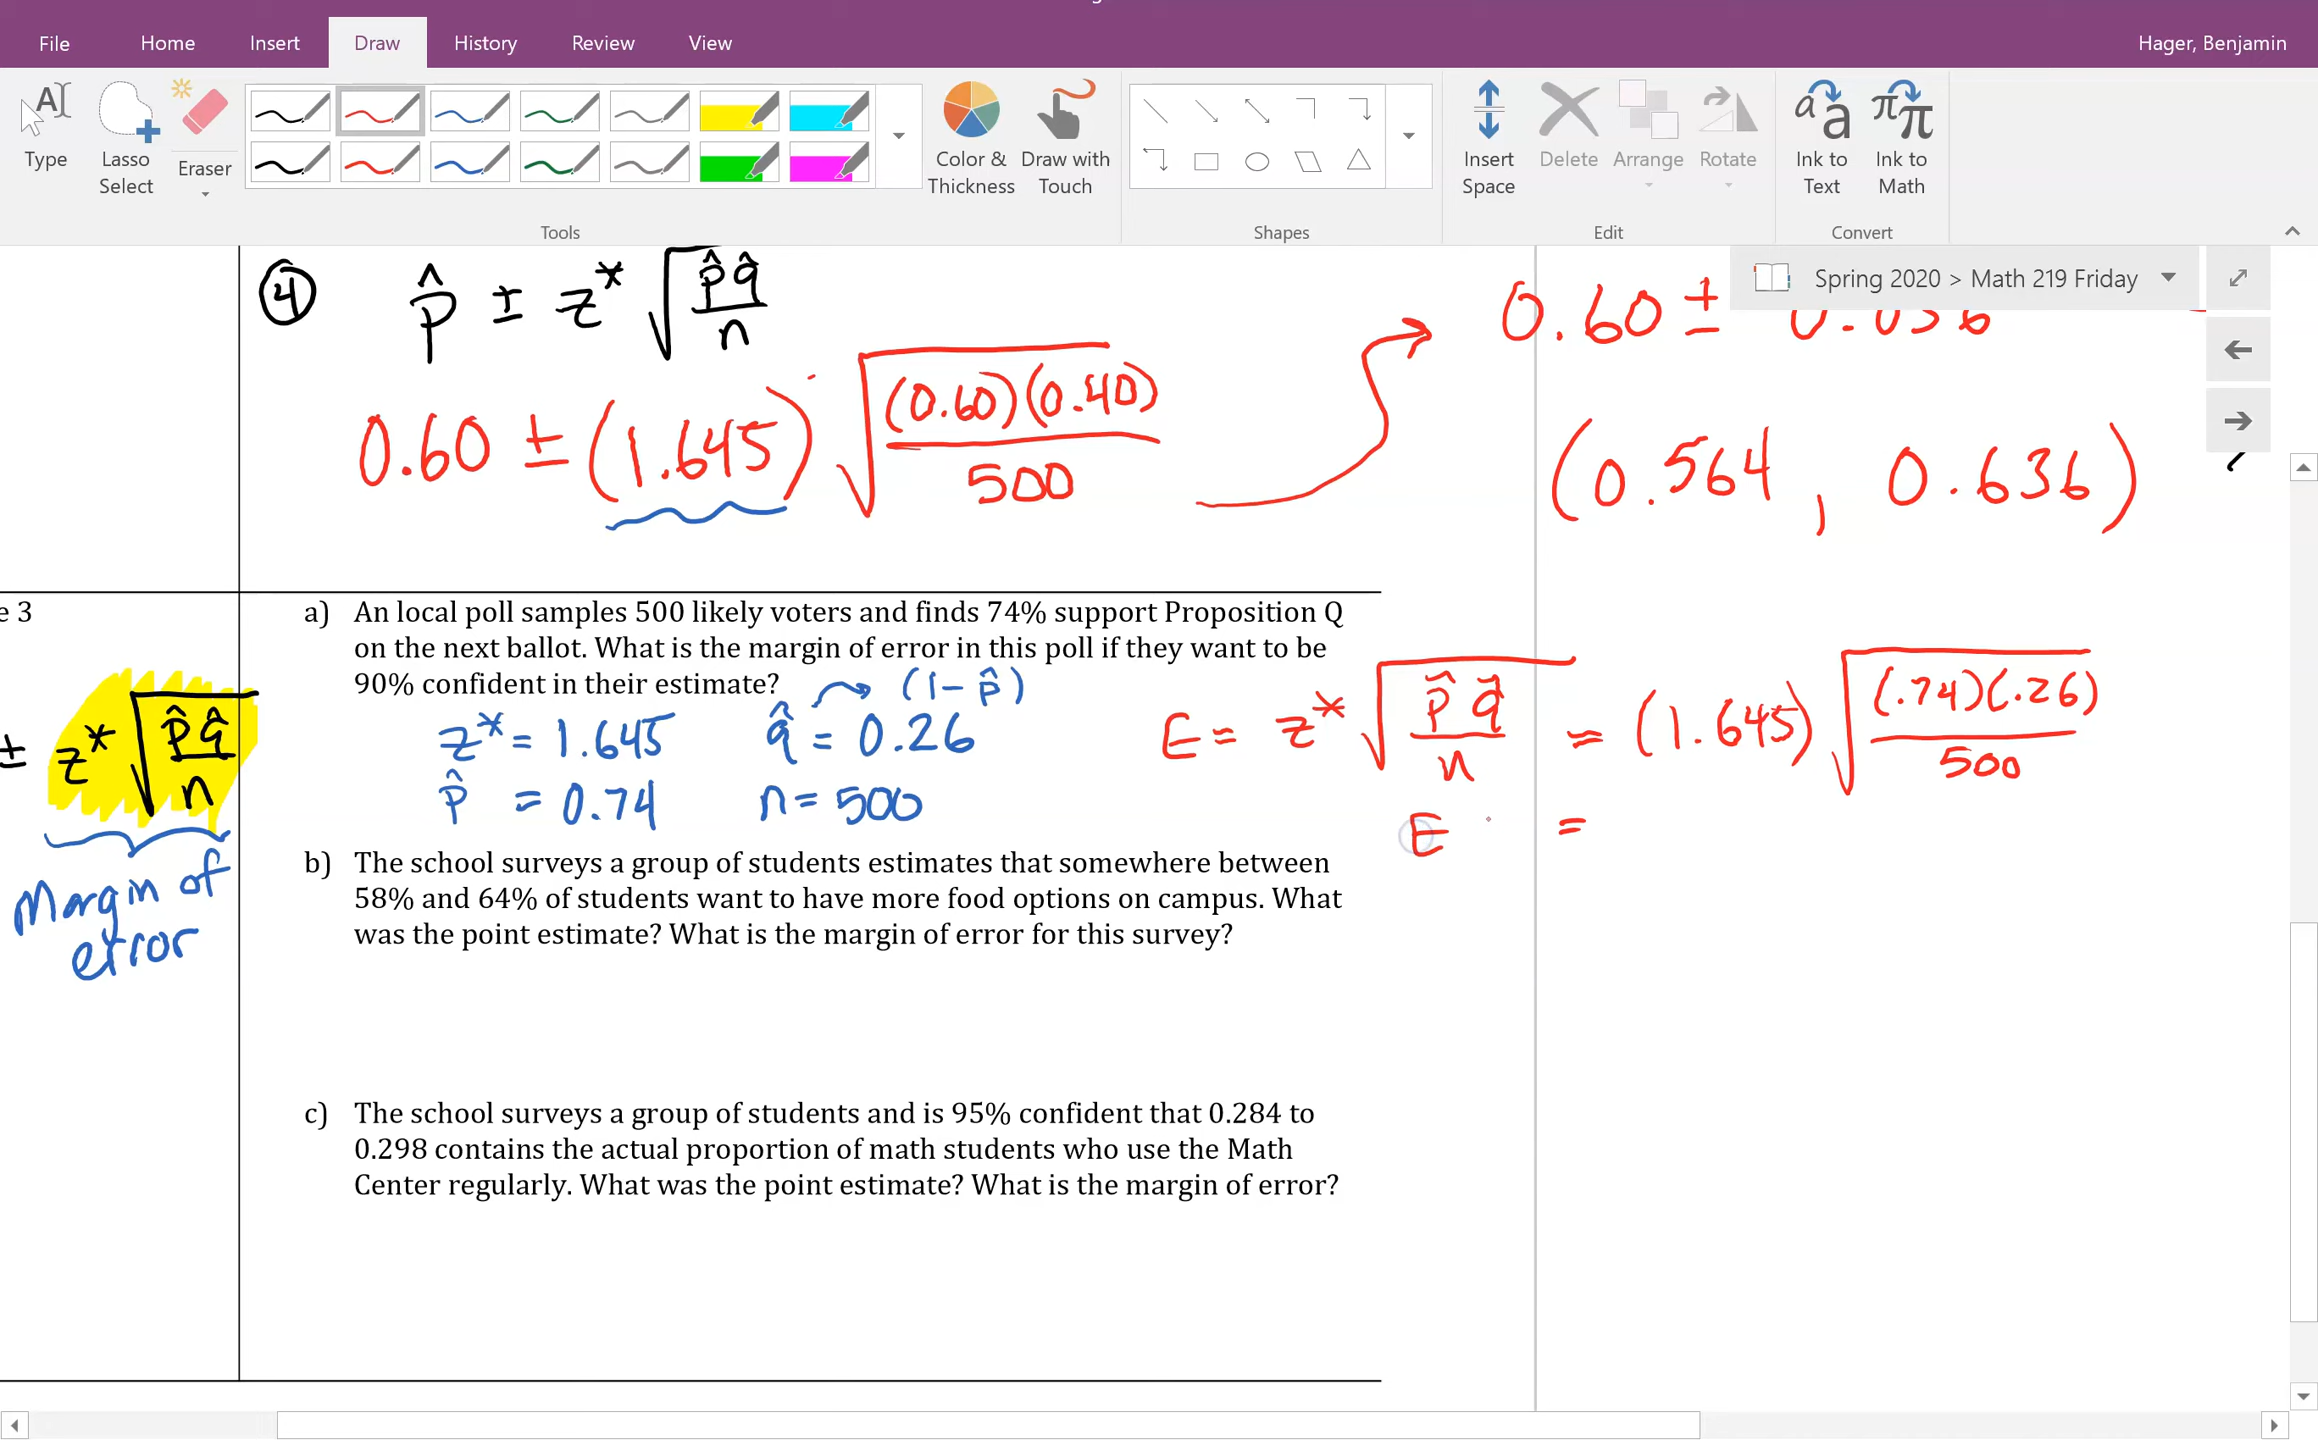 File Home Insert Draw History Review View Hager, Benjamin
Type Lasso Select Eraser Color & Thickness Draw with Touch Insert Space Delete Arrange Rotate Ink to Text Ink to Math
Tools Shapes Edit Convert
Spring 2020 > Math 219 Friday
④ p̂ ± z* √(p̂q̂/n)
0.60 ± (1.645) √((0.60)(0.40)/500)
0.60 ± 0.036
(0.564, 0.636)
e 3
a) An local poll samples 500 likely voters and finds 74% support Proposition Q
on the next ballot. What is the margin of error in this poll if they want to be
90% confident in their estimate?
(1 - p̂)
z* = 1.645 q̂ = 0.26
p̂ = 0.74 n = 500
± z* √(p̂q̂/n)
Margin of
error
E = z* √(p̂q̂/n) = (1.645) √((.74)(.26)/500)
E =
b) The school surveys a group of students estimates that somewhere between
58% and 64% of students want to have more food options on campus. What
was the point estimate? What is the margin of error for this survey?
c) The school surveys a group of students and is 95% confident that 0.284 to
0.298 contains the actual proportion of math students who use the Math
Center regularly. What was the point estimate? What is the margin of error?